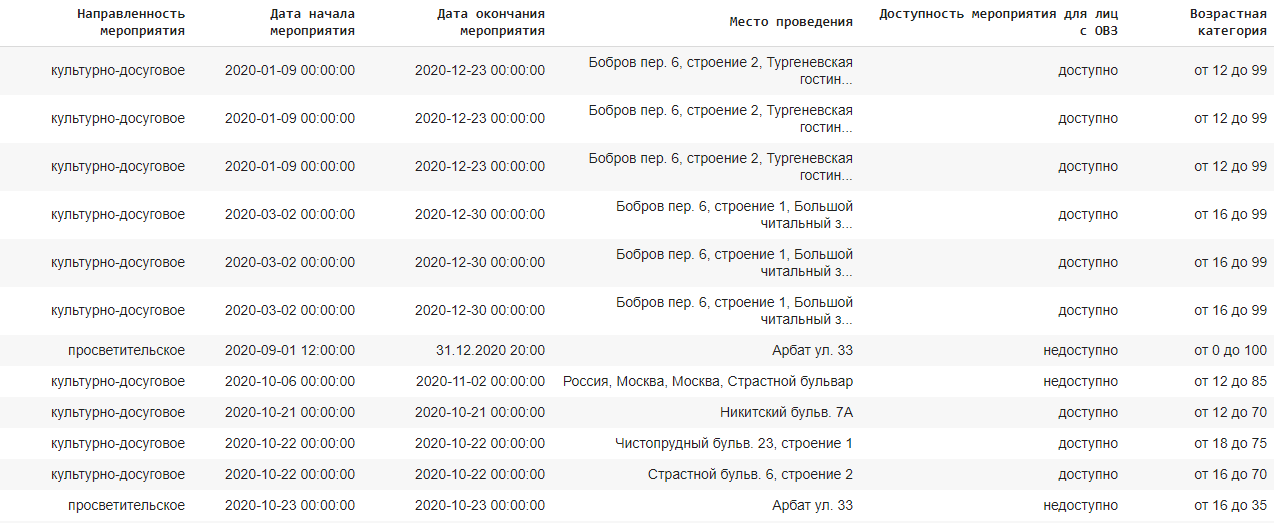 Направленность мероприятия Дата начала мероприятия Дата окончания мероприятия Место проведения Доступность мероприятия для лиц с ОВЗ Возрастная категория
культурно-досуговое 2020-01-09 00:00:00 2020-12-23 00:00:00 Бобров пер. 6, строение 2, Тургеневская гостин... доступно от 12 до 99
культурно-досуговое 2020-01-09 00:00:00 2020-12-23 00:00:00 Бобров пер. 6, строение 2, Тургеневская гостин... доступно от 12 до 99
культурно-досуговое 2020-01-09 00:00:00 2020-12-23 00:00:00 Бобров пер. 6, строение 2, Тургеневская гостин... доступно от 12 до 99
культурно-досуговое 2020-03-02 00:00:00 2020-12-30 00:00:00 Бобров пер. 6, строение 1, Большой читальный з... доступно от 16 до 99
культурно-досуговое 2020-03-02 00:00:00 2020-12-30 00:00:00 Бобров пер. 6, строение 1, Большой читальный з... доступно от 16 до 99
культурно-досуговое 2020-03-02 00:00:00 2020-12-30 00:00:00 Бобров пер. 6, строение 1, Большой читальный з... доступно от 16 до 99
просветительское 2020-09-01 12:00:00 31.12.2020 20:00 Арбат ул. 33 недоступно от 0 до 100
культурно-досуговое 2020-10-06 00:00:00 2020-11-02 00:00:00 Россия, Москва, Москва, Страстной бульвар недоступно от 12 до 85
культурно-досуговое 2020-10-21 00:00:00 2020-10-21 00:00:00 Никитский бульв. 7А доступно от 12 до 70
культурно-досуговое 2020-10-22 00:00:00 2020-10-22 00:00:00 Чистопрудный бульв. 23, строение 1 доступно от 18 до 75
культурно-досуговое 2020-10-22 00:00:00 2020-10-22 00:00:00 Страстной бульв. 6, строение 2 доступно от 16 до 70
просветительское 2020-10-23 00:00:00 2020-10-23 00:00:00 Арбат ул. 33 недоступно от 16 до 35